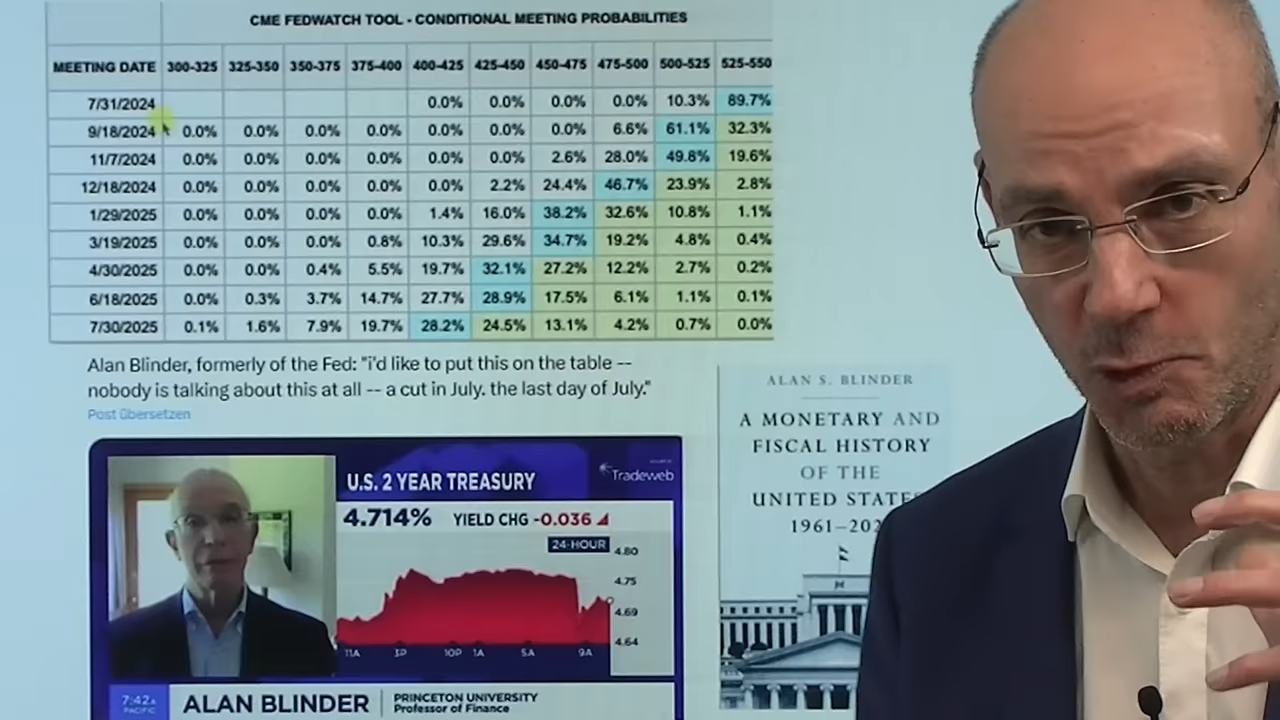 CME FEDWATCH TOOL - CONDITIONAL MEETING PROBABILITIES
MEETING DATE 300-325 325-350 350-375 375-400 400-425 425-450 450-475 475-500 500-525 525-550
7/31/2024 0.0% 0.0% 0.0% 0.0% 10.3% 89.7%
9/18/2024 0.0% 0.0% 0.0% 0.0% 0.0% 0.0% 0.0% 6.6% 61.1% 32.3%
11/7/2024 0.0% 0.0% 0.0% 0.0% 0.0% 0.0% 2.6% 28.0% 49.8% 19.6%
12/18/2024 0.0% 0.0% 0.0% 0.0% 0.0% 2.2% 24.4% 46.7% 23.9% 2.8%
1/29/2025 0.0% 0.0% 0.0% 0.0% 1.4% 16.0% 38.2% 32.6% 10.8% 1.1%
3/19/2025 0.0% 0.0% 0.0% 0.8% 10.3% 29.6% 34.7% 19.2% 4.8% 0.4%
4/30/2025 0.0% 0.0% 0.4% 5.5% 19.7% 32.1% 27.2% 12.2% 2.7% 0.2%
6/18/2025 0.0% 0.3% 3.7% 14.7% 27.7% 28.9% 17.5% 6.1% 1.1% 0.1%
7/30/2025 0.1% 1.6% 7.9% 19.7% 28.2% 24.5% 13.1% 4.2% 0.7% 0.0%
Alan Blinder, formerly of the Fed: "i'd like to put this on the table --
nobody is talking about this at all -- a cut in July. the last day of July."
Post übersetzen
U.S. 2 YEAR TREASURY
Tradeweb
4.714% YIELD CHG -0.036
24-HOUR
4.80
4.75
4.69
4.64
11A 3P 10P 1A 5A 9A
7:42A
PACIFIC
ALAN BLINDER
PRINCETON UNIVERSITY
Professor of Finance
ALAN S. BLINDER
A MONETARY AND
FISCAL HISTORY
OF THE
UNITED STATES
1961–202